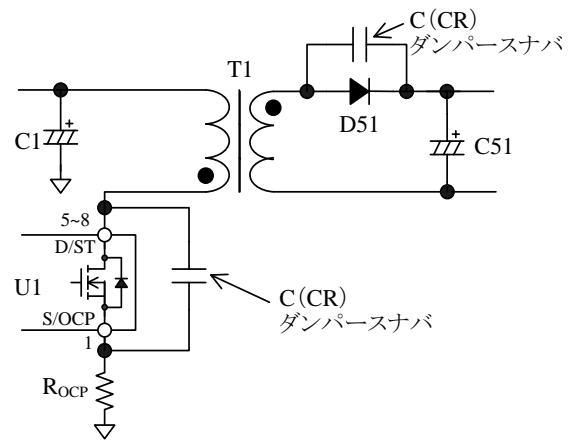 C(CR)
ダンパースナバ
T1
D51
C1
C51
5~8
D/ST
U1
C(CR)
ダンパースナバ
S/OCP
1
ROCP